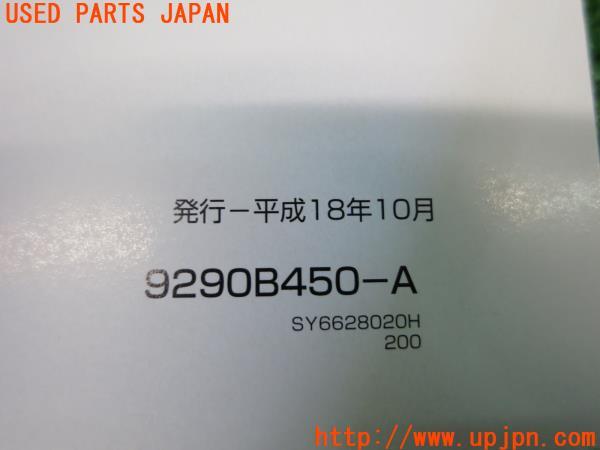 USED PARTS JAPAN
発行－平成18年10月
9290B450－A
SY6628020H
200
http://www.upjpn.com/